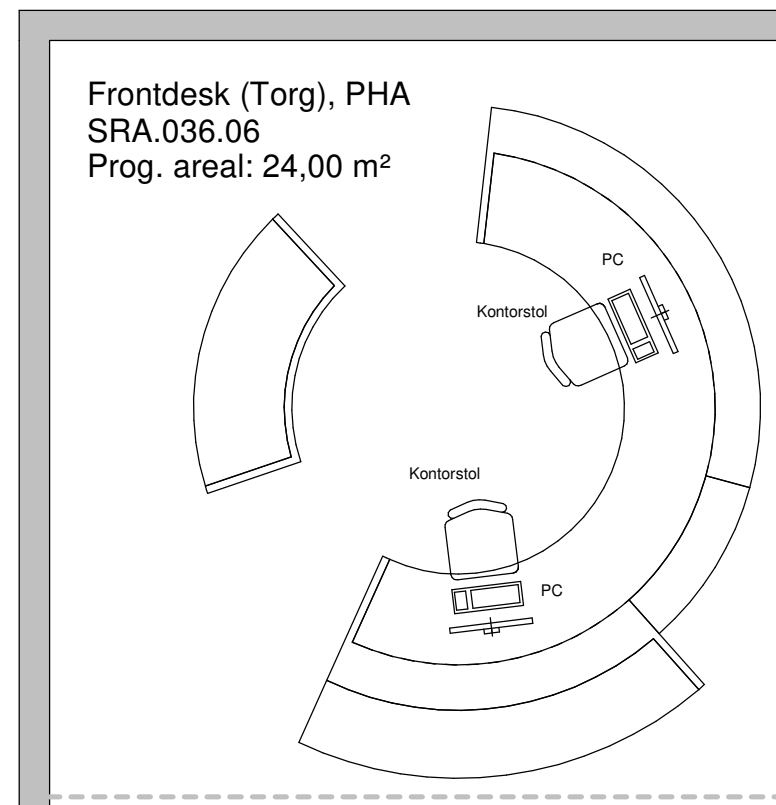 Frontdesk (Torg), PHA
SRA.036.06
Prog. areal: 24,00 m²
PC
Kontorstol
Kontorstol
PC